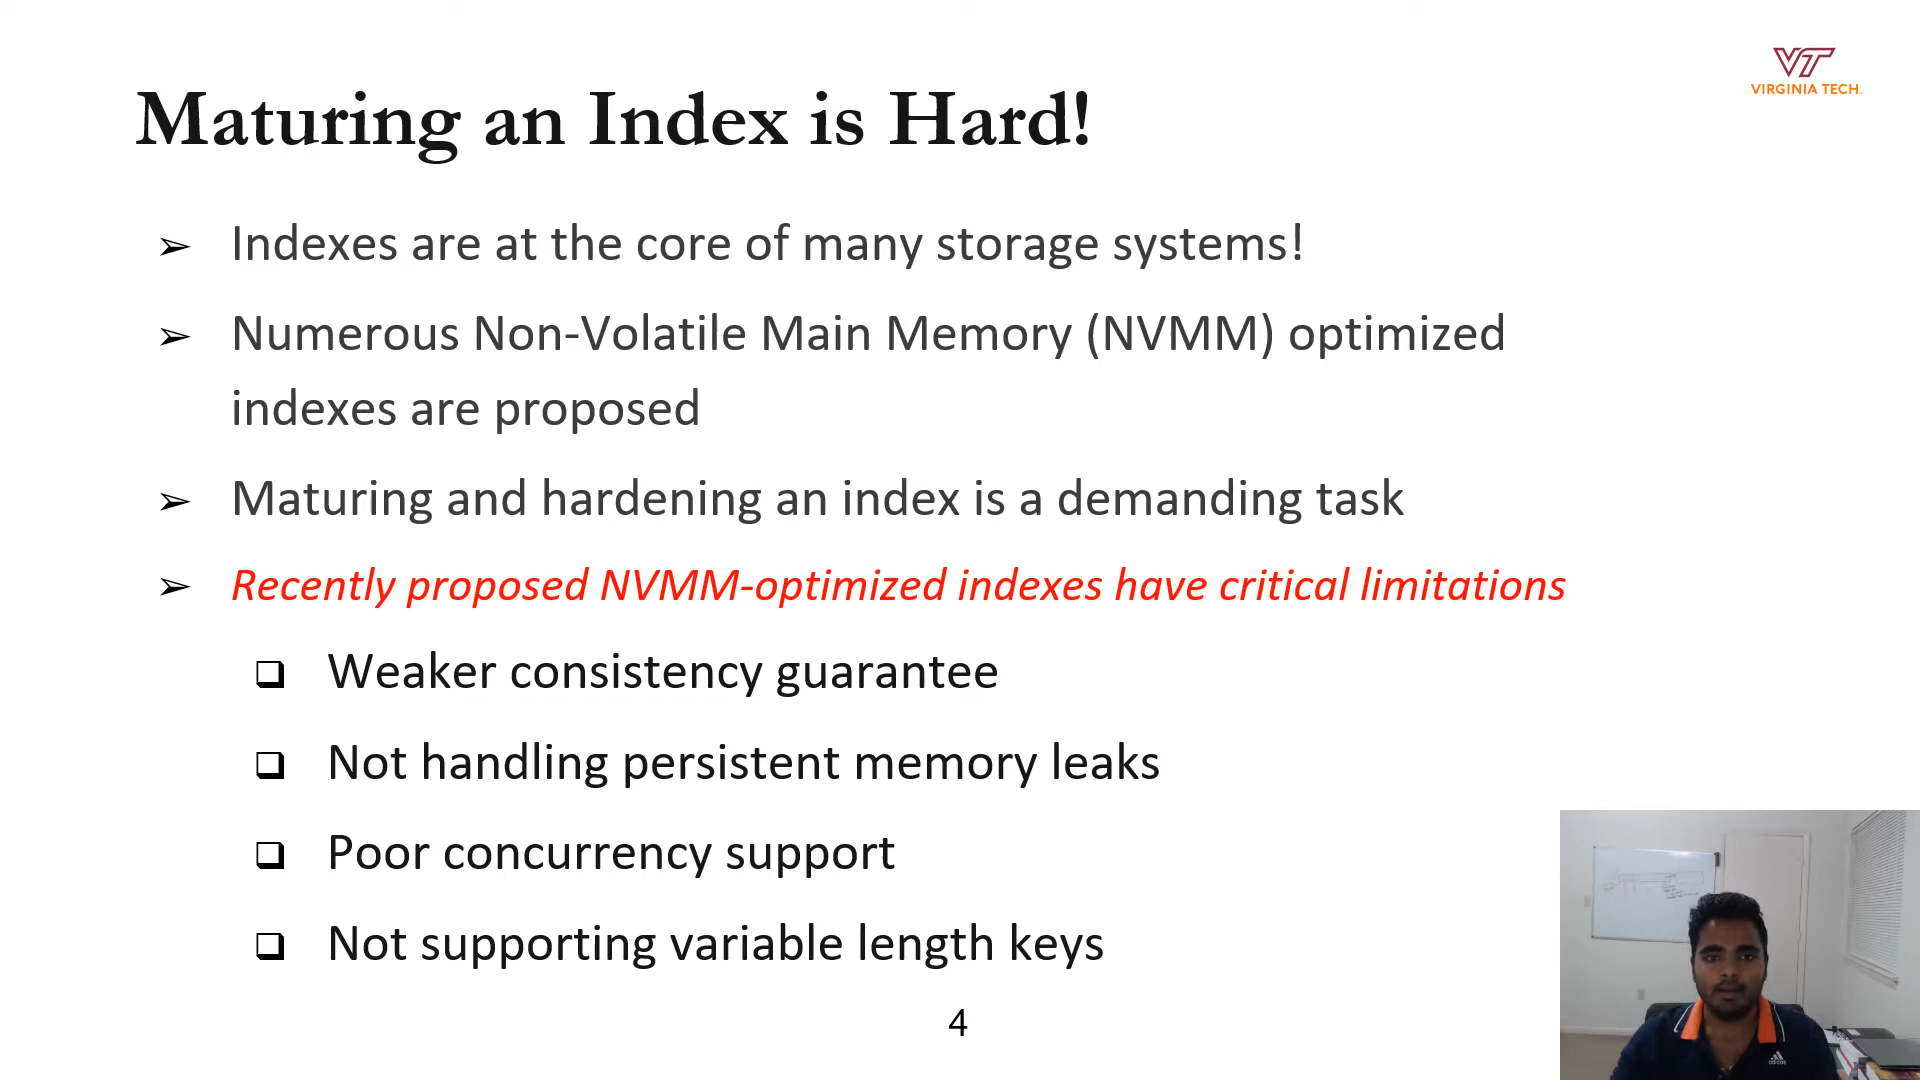 VT
VIRGINIA TECH
Maturing an Index is Hard!
Indexes are at the core of many storage systems!
Numerous Non-Volatile Main Memory (NVMM) optimized
indexes are proposed
Maturing and hardening an index is a demanding task
Recently proposed NVMM-optimized indexes have critical limitations
Weaker consistency guarantee
Not handling persistent memory leaks
Poor concurrency support
Not supporting variable length keys
4
adidas